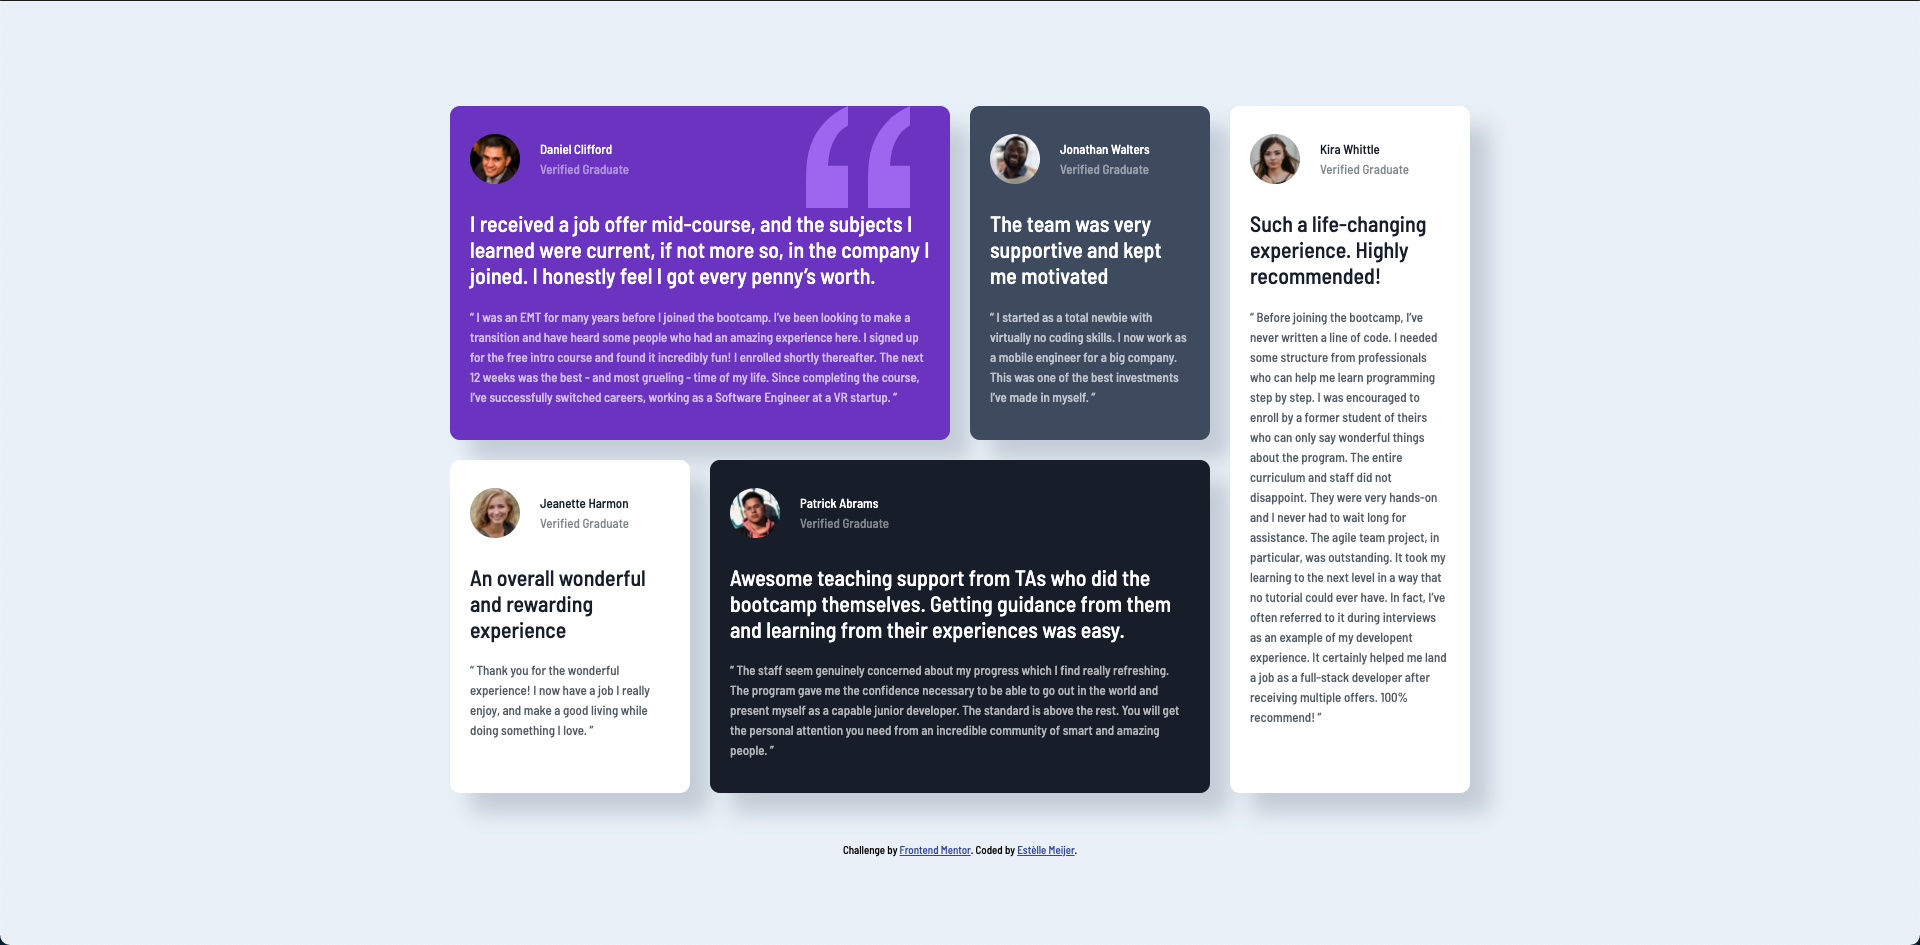 Daniel Clifford
Verified Graduate
I received a job offer mid-course, and the subjects I
learned were current, if not more so, in the company I
joined. I honestly feel I got every penny’s worth.
“ I was an EMT for many years before I joined the bootcamp. I’ve been looking to make a
transition and have heard some people who had an amazing experience here. I signed up
for the free intro course and found it incredibly fun! I enrolled shortly thereafter. The next
12 weeks was the best - and most grueling - time of my life. Since completing the course,
I’ve successfully switched careers, working as a Software Engineer at a VR startup. ”
Jonathan Walters
Verified Graduate
The team was very
supportive and kept
me motivated
“ I started as a total newbie with
virtually no coding skills. I now work as
a mobile engineer for a big company.
This was one of the best investments
I’ve made in myself. ”
Kira Whittle
Verified Graduate
Such a life-changing
experience. Highly
recommended!
“ Before joining the bootcamp, I’ve
never written a line of code. I needed
some structure from professionals
who can help me learn programming
step by step. I was encouraged to
enroll by a former student of theirs
who can only say wonderful things
about the program. The entire
curriculum and staff did not
disappoint. They were very hands-on
and I never had to wait long for
assistance. The agile team project, in
particular, was outstanding. It took my
learning to the next level in a way that
no tutorial could ever have. In fact, I’ve
often referred to it during interviews
as an example of my developent
experience. It certainly helped me land
a job as a full-stack developer after
receiving multiple offers. 100%
recommend! ”
Jeanette Harmon
Verified Graduate
An overall wonderful
and rewarding
experience
“ Thank you for the wonderful
experience! I now have a job I really
enjoy, and make a good living while
doing something I love. ”
Patrick Abrams
Verified Graduate
Awesome teaching support from TAs who did the
bootcamp themselves. Getting guidance from them
and learning from their experiences was easy.
“ The staff seem genuinely concerned about my progress which I find really refreshing.
The program gave me the confidence necessary to be able to go out in the world and
present myself as a capable junior developer. The standard is above the rest. You will get
the personal attention you need from an incredible community of smart and amazing
people. ”
Challenge by Frontend Mentor. Coded by Estèlle Meijer.